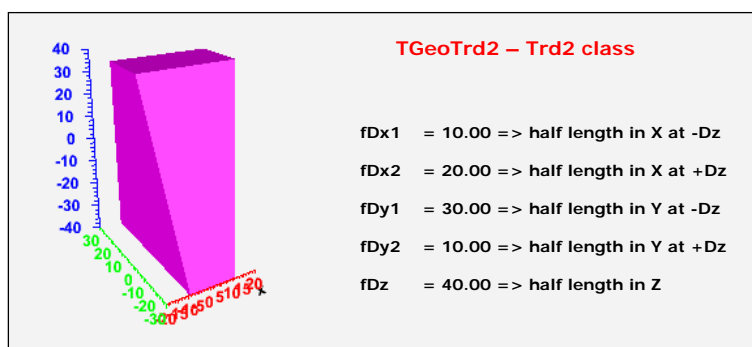 TGeoTrd2 – Trd2 class
fDx1 = 10.00 => half length in X at -Dz
fDx2 = 20.00 => half length in X at +Dz
fDy1 = 30.00 => half length in Y at -Dz
fDy2 = 10.00 => half length in Y at +Dz
fDz = 40.00 => half length in Z
40
30
20
10
0
-10
-20
-30
-40
30
20
10
0
-10
-20